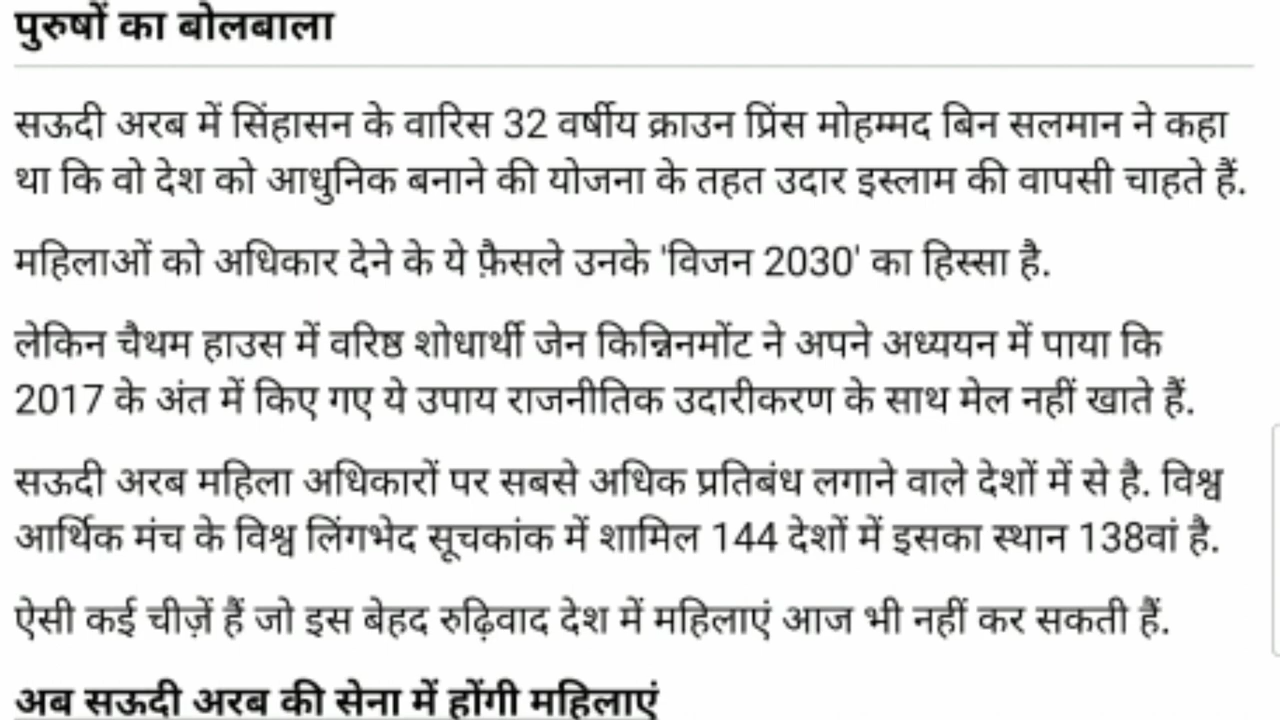 पुरुषों का बोलबाला
सऊदी अरब में सिंहासन के वारिस 32 वर्षीय क्राउन प्रिंस मोहम्मद बिन सलमान ने कहा
था कि वो देश को आधुनिक बनाने की योजना के तहत उदार इस्लाम की वापसी चाहते हैं.
महिलाओं को अधिकार देने के ये फ़ैसले उनके 'विजन 2030' का हिस्सा है.
लेकिन चैथम हाउस में वरिष्ठ शोधार्थी जेन किन्निनमोंट ने अपने अध्ययन में पाया कि
2017 के अंत में किए गए ये उपाय राजनीतिक उदारीकरण के साथ मेल नहीं खाते हैं.
सऊदी अरब महिला अधिकारों पर सबसे अधिक प्रतिबंध लगाने वाले देशों में से है. विश्व
आर्थिक मंच के विश्व लिंगभेद सूचकांक में शामिल 144 देशों में इसका स्थान 138वां है.
ऐसी कई चीज़ें हैं जो इस बेहद रुढ़िवाद देश में महिलाएं आज भी नहीं कर सकती हैं.
अब सऊदी अरब की सेना में होंगी महिलाएं